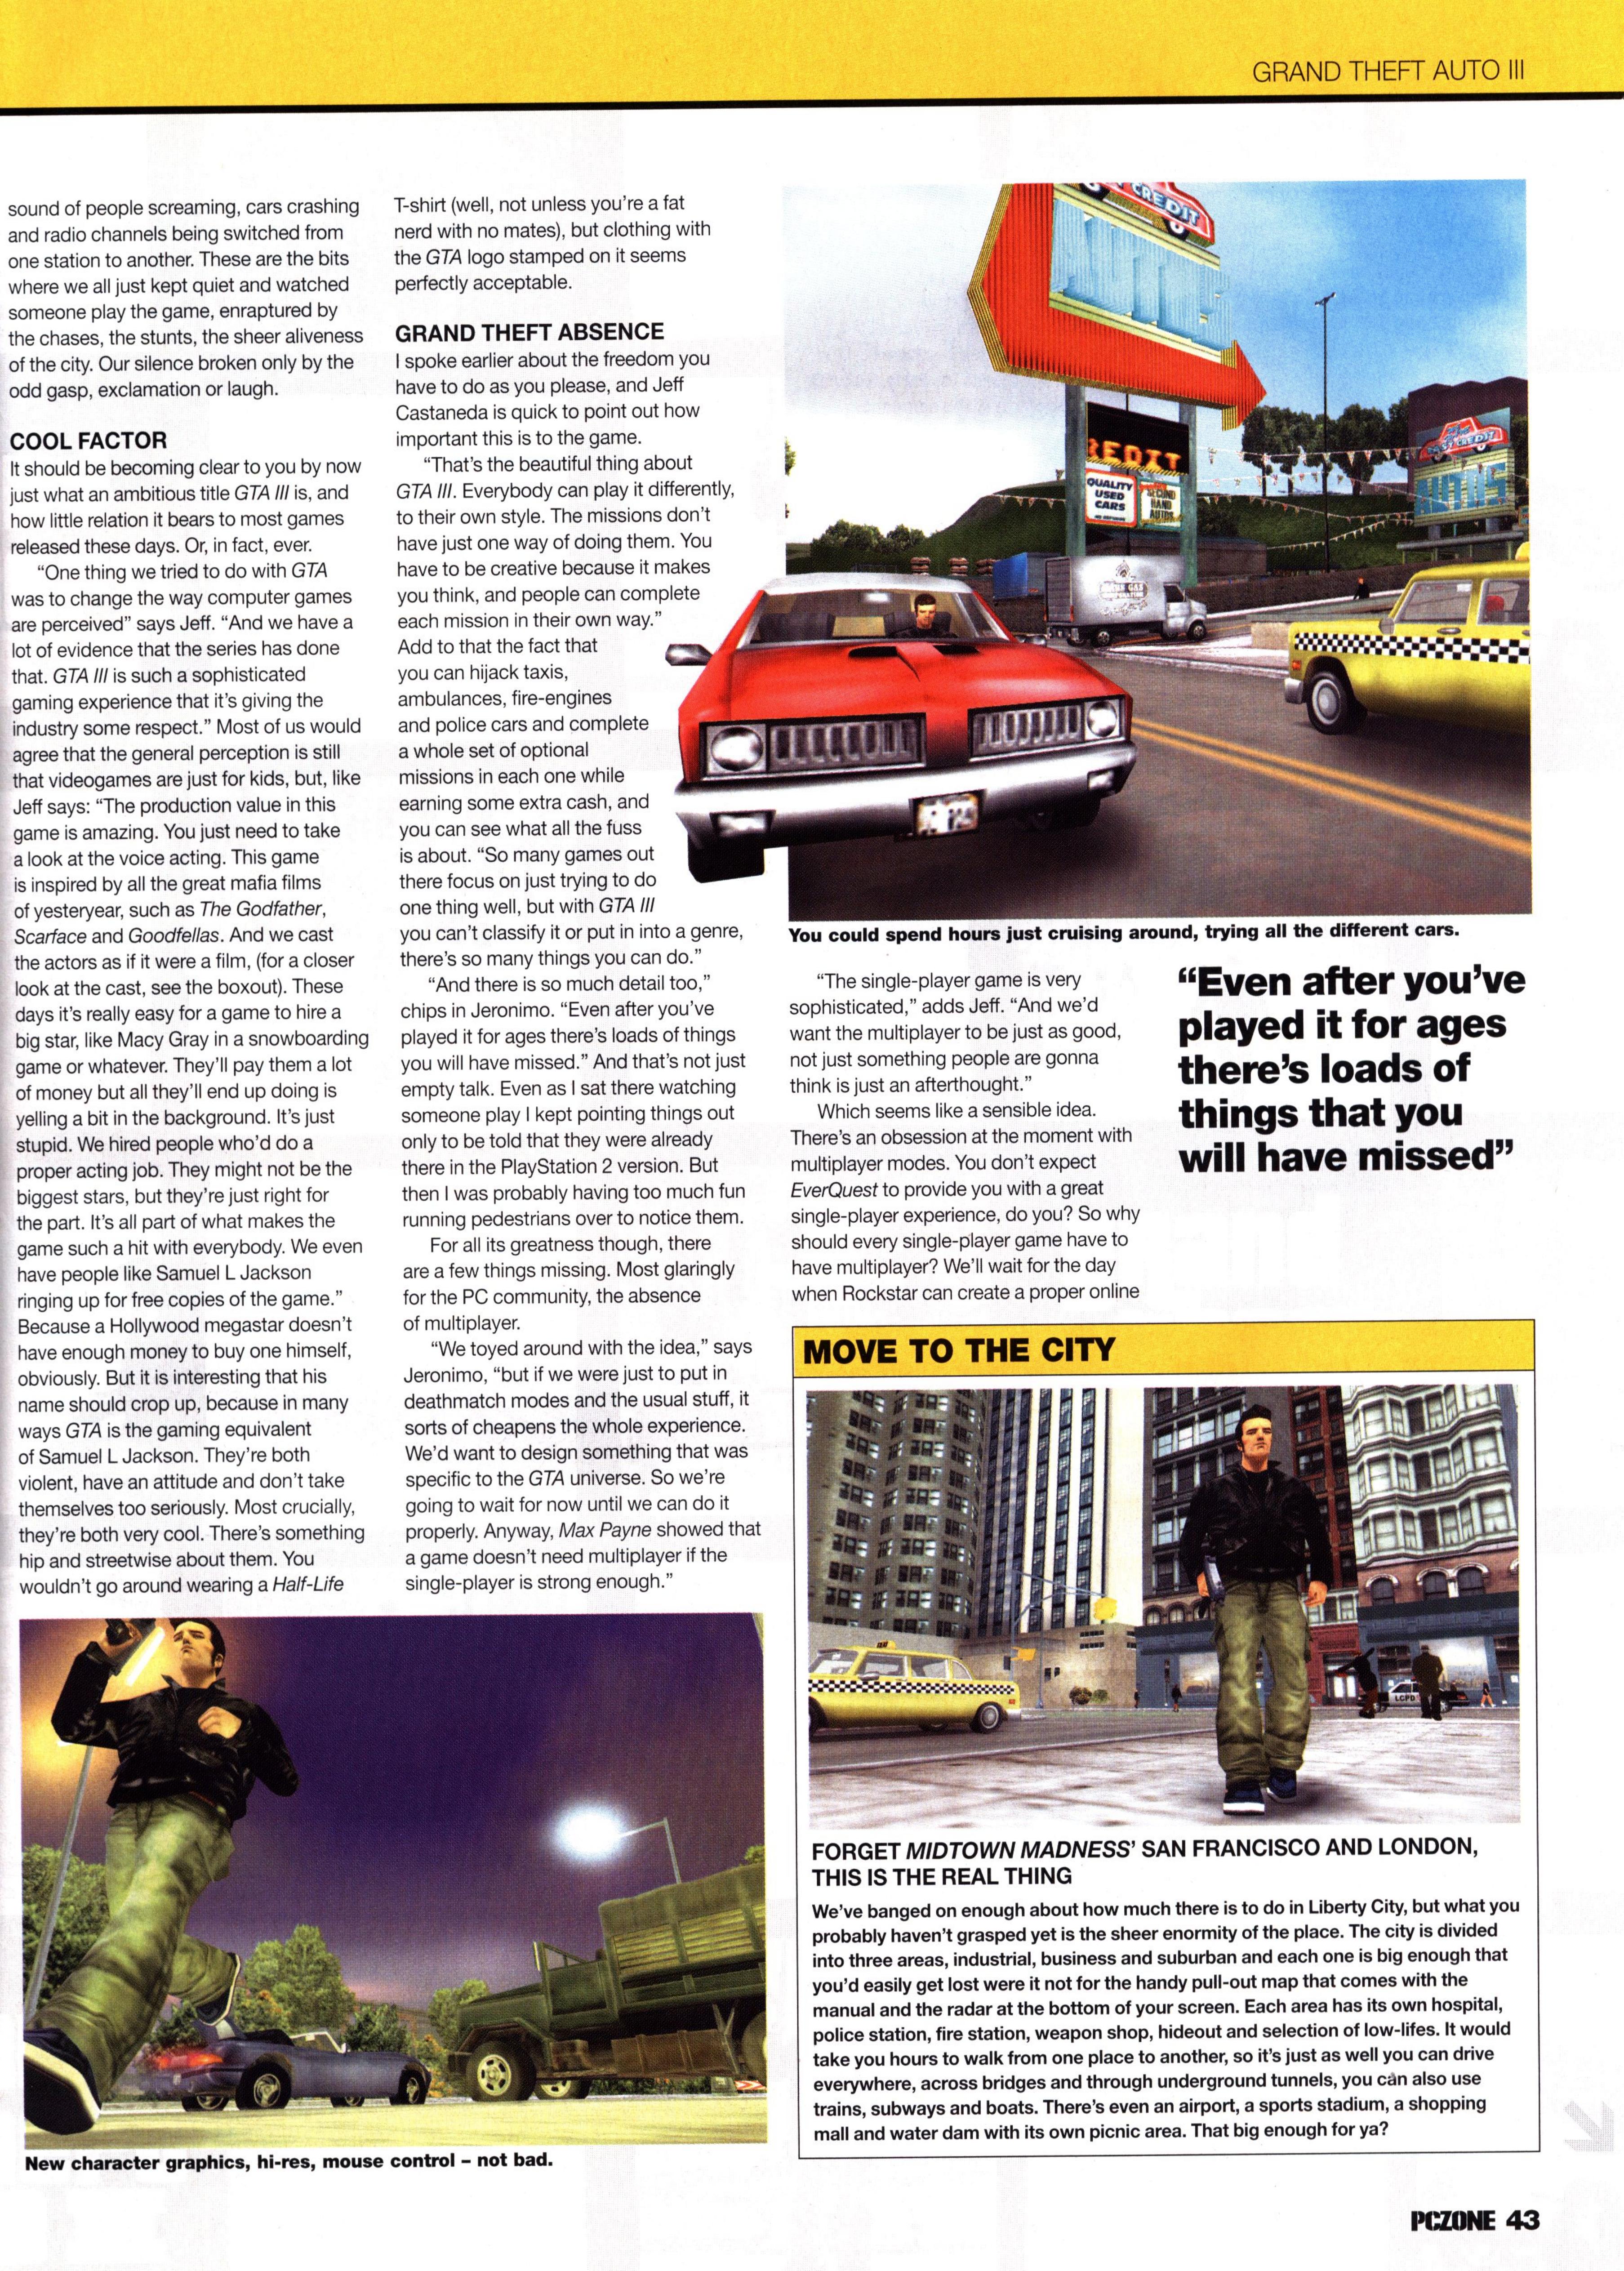 GRAND THEFT AUTO III
sound of people screaming, cars crashing
and radio channels being switched from
one station to another. These are the bits
where we all just kept quiet and watched
someone play the game, enraptured by
the chases, the stunts, the sheer aliveness
of the city. Our silence broken only by the
odd gasp, exclamation or laugh.
COOL FACTOR
It should be becoming clear to you by now
just what an ambitious title GTA III is, and
how little relation it bears to most games
released these days. Or, in fact, ever.
“One thing we tried to do with GTA
was to change the way computer games
are perceived” says Jeff. “And we have a
lot of evidence that the series has done
that. GTA III is such a sophisticated
gaming experience that it’s giving the
industry some respect.” Most of us would
agree that the general perception is still
that videogames are just for kids, but, like
Jeff says: “The production value in this
game is amazing. You just need to take
a look at the voice acting. This game
is inspired by all the great mafia films
of yesteryear, such as The Godfather,
Scarface and Goodfellas. And we cast
the actors as if it were a film, (for a closer
look at the cast, see the boxout). These
days it’s really easy for a game to hire a
big star, like Macy Gray in a snowboarding
game or whatever. They’ll pay them a lot
of money but all they’ll end up doing is
yelling a bit in the background. It’s just
stupid. We hired people who’d do a
proper acting job. They might not be the
biggest stars, but they’re just right for
the part. It’s all part of what makes the
game such a hit with everybody. We even
have people like Samuel L Jackson
ringing up for free copies of the game.”
Because a Hollywood megastar doesn’t
have enough money to buy one himself,
obviously. But it is interesting that his
name should crop up, because in many
ways GTA is the gaming equivalent
of Samuel L Jackson. They’re both
violent, have an attitude and don’t take
themselves too seriously. Most crucially,
they’re both very cool. There’s something
hip and streetwise about them. You
wouldn’t go around wearing a Half-Life
T-shirt (well, not unless you’re a fat
nerd with no mates), but clothing with
the GTA logo stamped on it seems
perfectly acceptable.
GRAND THEFT ABSENCE
I spoke earlier about the freedom you
have to do as you please, and Jeff
Castaneda is quick to point out how
important this is to the game.
“That’s the beautiful thing about
GTA III. Everybody can play it differently,
to their own style. The missions don’t
have just one way of doing them. You
have to be creative because it makes
you think, and people can complete
each mission in their own way.”
Add to that the fact that
you can hijack taxis,
ambulances, fire-engines
and police cars and complete
a whole set of optional
missions in each one while
earning some extra cash, and
you can see what all the fuss
is about. “So many games out
there focus on just trying to do
one thing well, but with GTA III
you can’t classify it or put in into a genre,
there’s so many things you can do.”
“And there is so much detail too,”
chips in Jeronimo. “Even after you’ve
played it for ages there’s loads of things
you will have missed.” And that’s not just
empty talk. Even as I sat there watching
someone play I kept pointing things out
only to be told that they were already
there in the PlayStation 2 version. But
then I was probably having too much fun
running pedestrians over to notice them.
For all its greatness though, there
are a few things missing. Most glaringly
for the PC community, the absence
of multiplayer.
“We toyed around with the idea,” says
Jeronimo, “but if we were just to put in
deathmatch modes and the usual stuff, it
sorts of cheapens the whole experience.
We’d want to design something that was
specific to the GTA universe. So we’re
going to wait for now until we can do it
properly. Anyway, Max Payne showed that
a game doesn’t need multiplayer if the
single-player is strong enough.”
CREDIT
REDIT
QUALITY
USED
CARS
SECOND
HAND
AUTOS
AUTOS
You could spend hours just cruising around, trying all the different cars.
“The single-player game is very
sophisticated,” adds Jeff. “And we’d
want the multiplayer to be just as good,
not just something people are gonna
think is just an afterthought.”
Which seems like a sensible idea.
There’s an obsession at the moment with
multiplayer modes. You don’t expect
EverQuest to provide you with a great
single-player experience, do you? So why
should every single-player game have to
have multiplayer? We’ll wait for the day
when Rockstar can create a proper online
“Even after you’ve
played it for ages
there’s loads of
things that you
will have missed”
MOVE TO THE CITY
TAXI
LCPD
FORGET MIDTOWN MADNESS’ SAN FRANCISCO AND LONDON,
THIS IS THE REAL THING
We’ve banged on enough about how much there is to do in Liberty City, but what you
probably haven’t grasped yet is the sheer enormity of the place. The city is divided
into three areas, industrial, business and suburban and each one is big enough that
you’d easily get lost were it not for the handy pull-out map that comes with the
manual and the radar at the bottom of your screen. Each area has its own hospital,
police station, fire station, weapon shop, hideout and selection of low-lifes. It would
take you hours to walk from one place to another, so it’s just as well you can drive
everywhere, across bridges and through underground tunnels, you can also use
trains, subways and boats. There’s even an airport, a sports stadium, a shopping
mall and water dam with its own picnic area. That big enough for ya?
New character graphics, hi-res, mouse control – not bad.
PCZONE 43